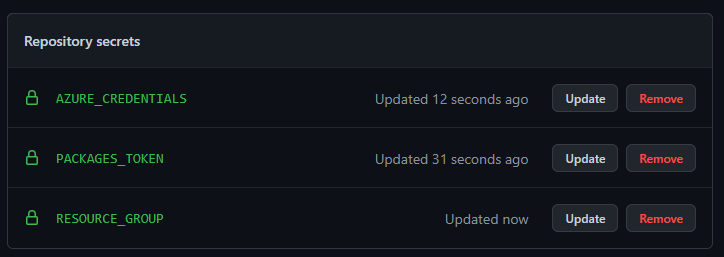 Repository secrets
AZURE_CREDENTIALS Updated 12 seconds ago Update Remove
PACKAGES_TOKEN Updated 31 seconds ago Update Remove
RESOURCE_GROUP Updated now Update Remove